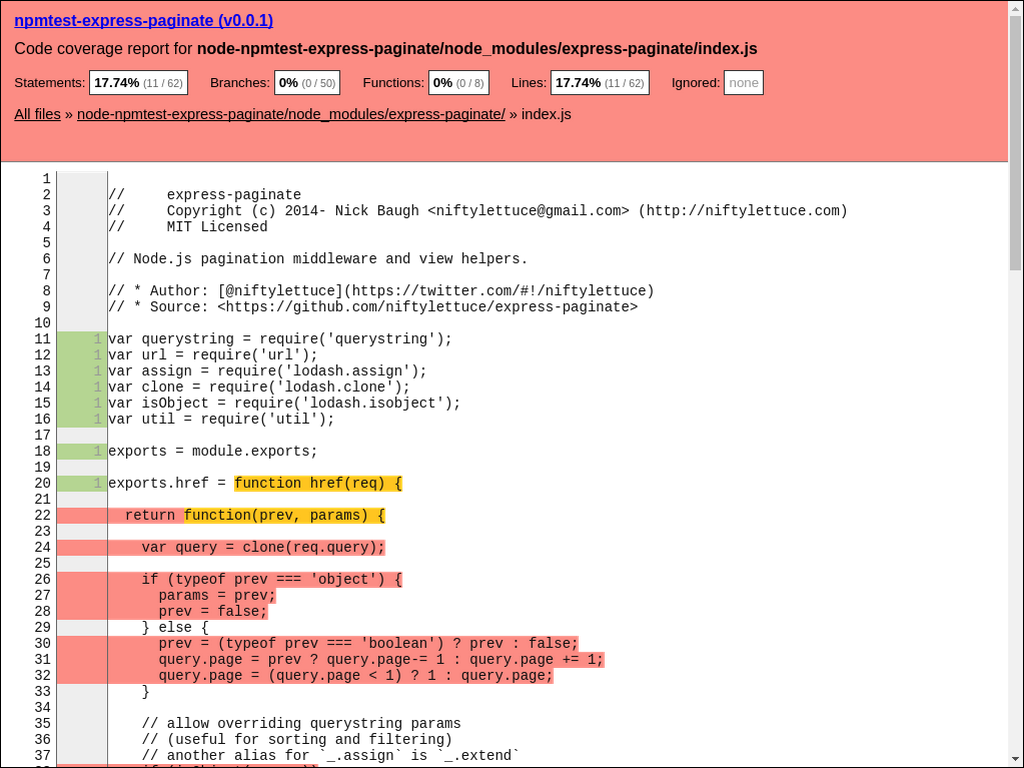 npmtest-express-paginate (v0.0.1)
Code coverage report for node-npmtest-express-paginate/node_modules/express-paginate/index.js
Statements: 17.74% (11 / 62) Branches: 0% (0 / 50) Functions: 0% (0 / 8) Lines: 17.74% (11 / 62) Ignored: none
All files » node-npmtest-express-paginate/node_modules/express-paginate/ » index.js
1
2 // express-paginate
3 // Copyright (c) 2014- Nick Baugh <niftylettuce@gmail.com> (http://niftylettuce.com)
4 // MIT Licensed
5
6 // Node.js pagination middleware and view helpers.
7
8 // * Author: [@niftylettuce](https://twitter.com/#!/niftylettuce)
9 // * Source: <https://github.com/niftylettuce/express-paginate>
10
11 1 var querystring = require('querystring');
12 1 var url = require('url');
13 1 var assign = require('lodash.assign');
14 1 var clone = require('lodash.clone');
15 1 var isObject = require('lodash.isobject');
16 1 var util = require('util');
17
18 1 exports = module.exports;
19
20 1 exports.href = function href(req) {
21
22 return function(prev, params) {
23
24 var query = clone(req.query);
25
26 if (typeof prev === 'object') {
27 params = prev;
28 prev = false;
29 } else {
30 prev = (typeof prev === 'boolean') ? prev : false;
31 query.page = prev ? query.page-= 1 : query.page += 1;
32 query.page = (query.page < 1) ? 1 : query.page;
33 }
34
35 // allow overriding querystring params
36 // (useful for sorting and filtering)
37 // another alias for `_.assign` is `_.extend`